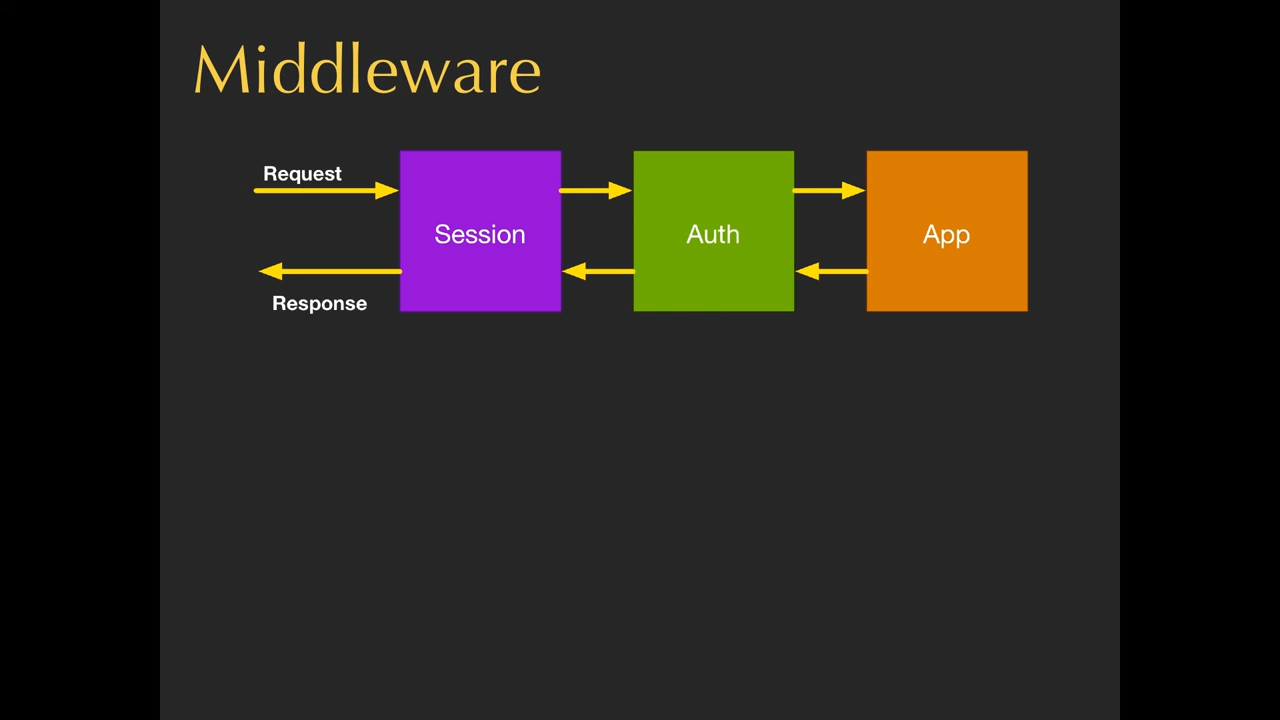 Middleware
Request
Session
Auth
App
Response